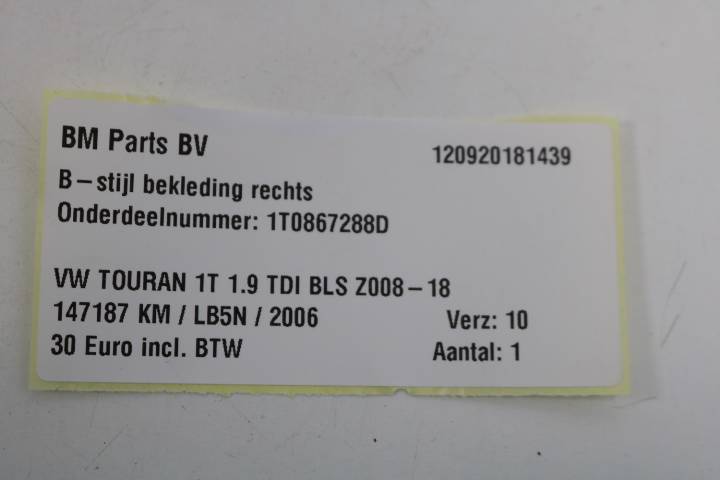 BM Parts BV 120920181439
B-stijl bekleding rechts
Onderdeelnummer: 1T0867288D
VW TOURAN 1T 1.9 TDI BLS Z008-18
147187 KM / LB5N / 2006 Verz: 10
30 Euro incl. BTW Aantal: 1